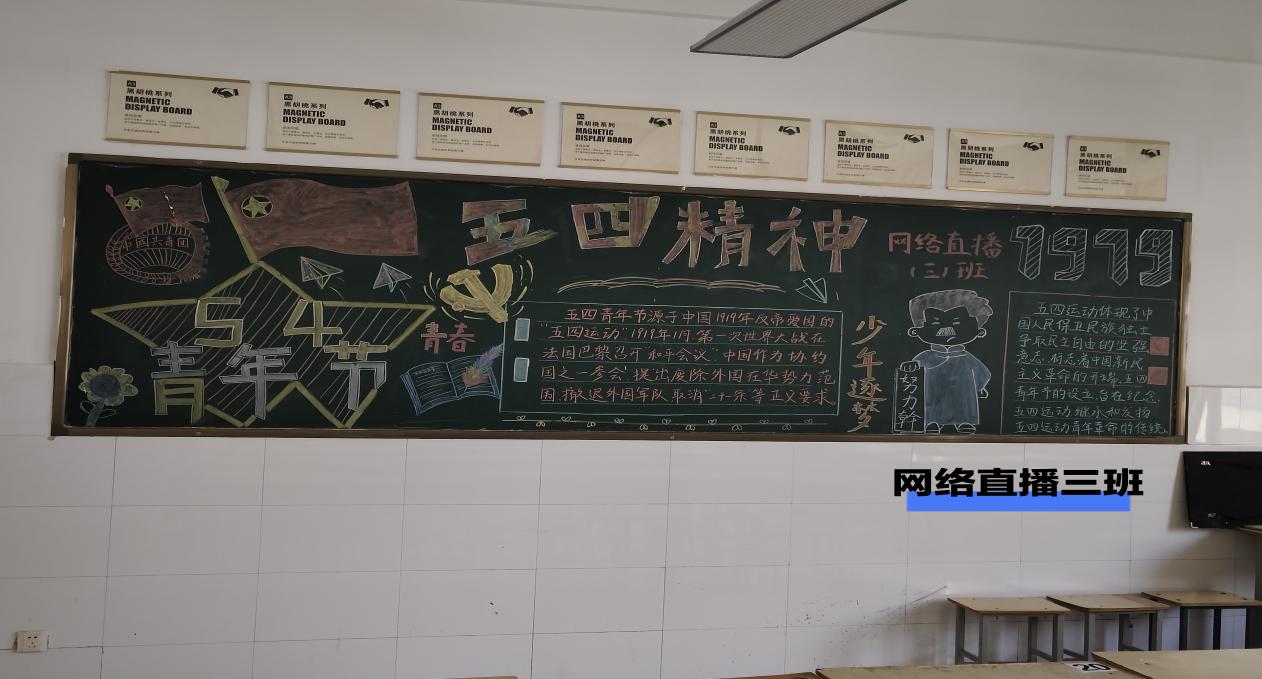 A3
黑胡桃系列
MAGNETIC
DISPLAY BOARD
A3
黑胡桃系列
MAGNETIC
DISPLAY BOARD
A3
黑胡桃系列
MAGNETIC
DISPLAY BOARD
A3
黑胡桃系列
MAGNETIC
DISPLAY BOARD
A3
黑胡桃系列
MAGNETIC
DISPLAY BOARD
A3
黑胡桃系列
MAGNETIC
DISPLAY BOARD
A3
黑胡桃系列
MAGNETIC
DISPLAY BOARD
A3
黑胡桃系列
MAGNETIC
DISPLAY BOARD
中國共青团
54
青年节
五四精神
青春
五四青年节源于中国1919年反帝爱国的
"五四运动"1919年1月.第一次世界大战在
法国巴黎召开"和平会议".中国作为协约
国之一参会.提出废除外国在华势力范
围.撤退外国军队取消"二十一条"等正义要求.
少年逐梦
网络直播
(三)班
努力幹
1919
五四运动体现了中
国人民保卫民族独立
争取民主自由的坚强
意志.标志着中国新民
主义革命的开端.五四
青年节的设立.旨在纪念.
五四运动继承和发扬
五四运动青年革命的传统.
网络直播三班
20